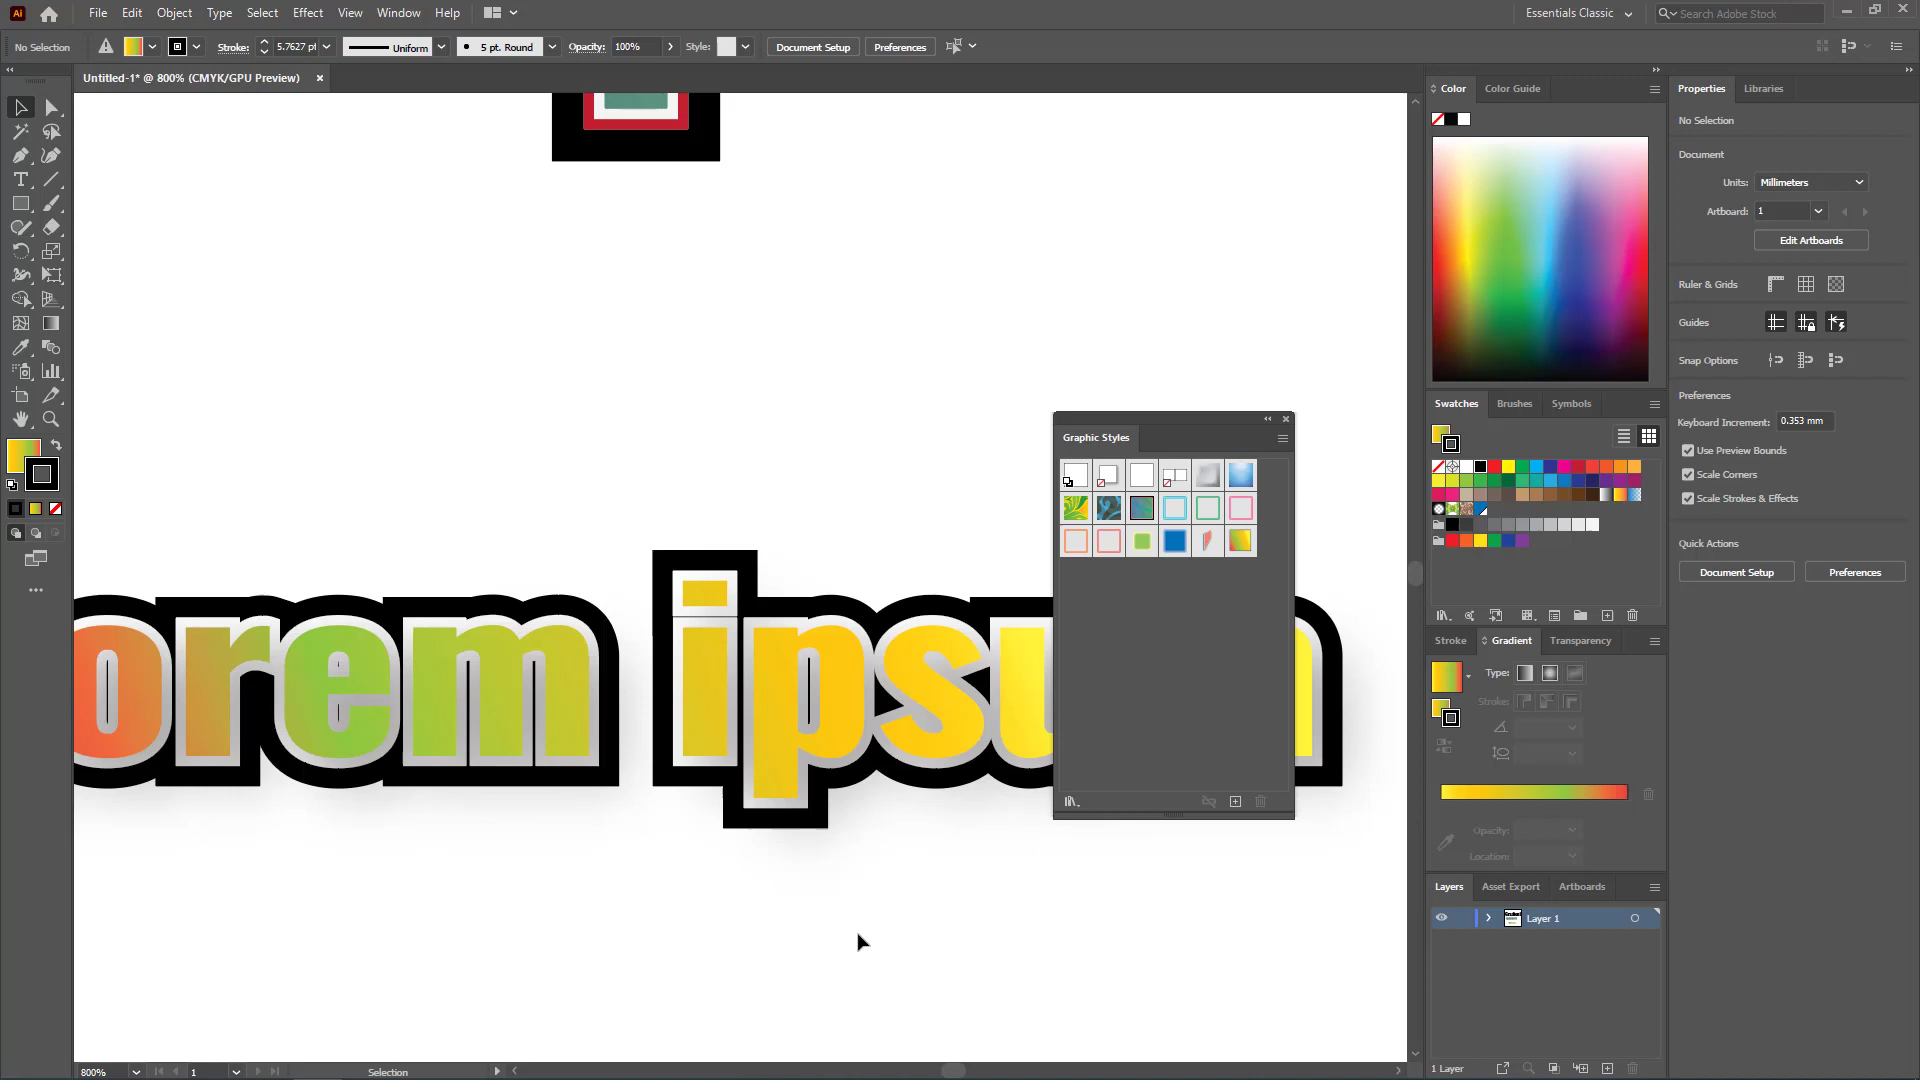 Ai File Edit Object Type Select Effect View Window Help
Essentials Classic
Search Adobe Stock
No Selection
Stroke: 5.7627 pt
Uniform
5 pt. Round
Opacity: 100%
Style:
Document Setup
Preferences
Untitled-1* @ 800% (CMYK/GPU Preview)
Color
Color Guide
Properties
Libraries
No Selection
Document
Units: Millimeters
Artboard: 1
Edit Artboards
Ruler & Grids
Guides
Snap Options
Preferences
Keyboard Increment: 0.353 mm
Use Preview Bounds
Scale Corners
Scale Strokes & Effects
Quick Actions
Document Setup
Preferences
Swatches
Brushes
Symbols
Graphic Styles
orem ipsu
Stroke
Gradient
Transparency
Type:
Stroke:
Opacity:
Location:
Layers
Asset Export
Artboards
Layer 1
1 Layer
800%
1
Selection